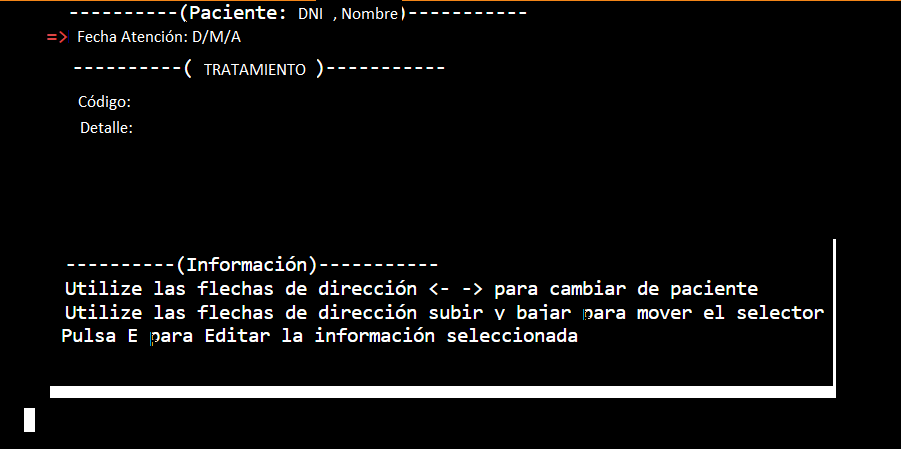 ----------(Paciente: DNI , Nombre)-----------
=> Fecha Atención: D/M/A
----------( TRATAMIENTO )-----------
Código:
Detalle:
----------(Información)-----------
Utilize las flechas de dirección <- -> para cambiar de paciente
Utilize las flechas de dirección subir y bajar para mover el selector
Pulsa E para Editar la información seleccionada